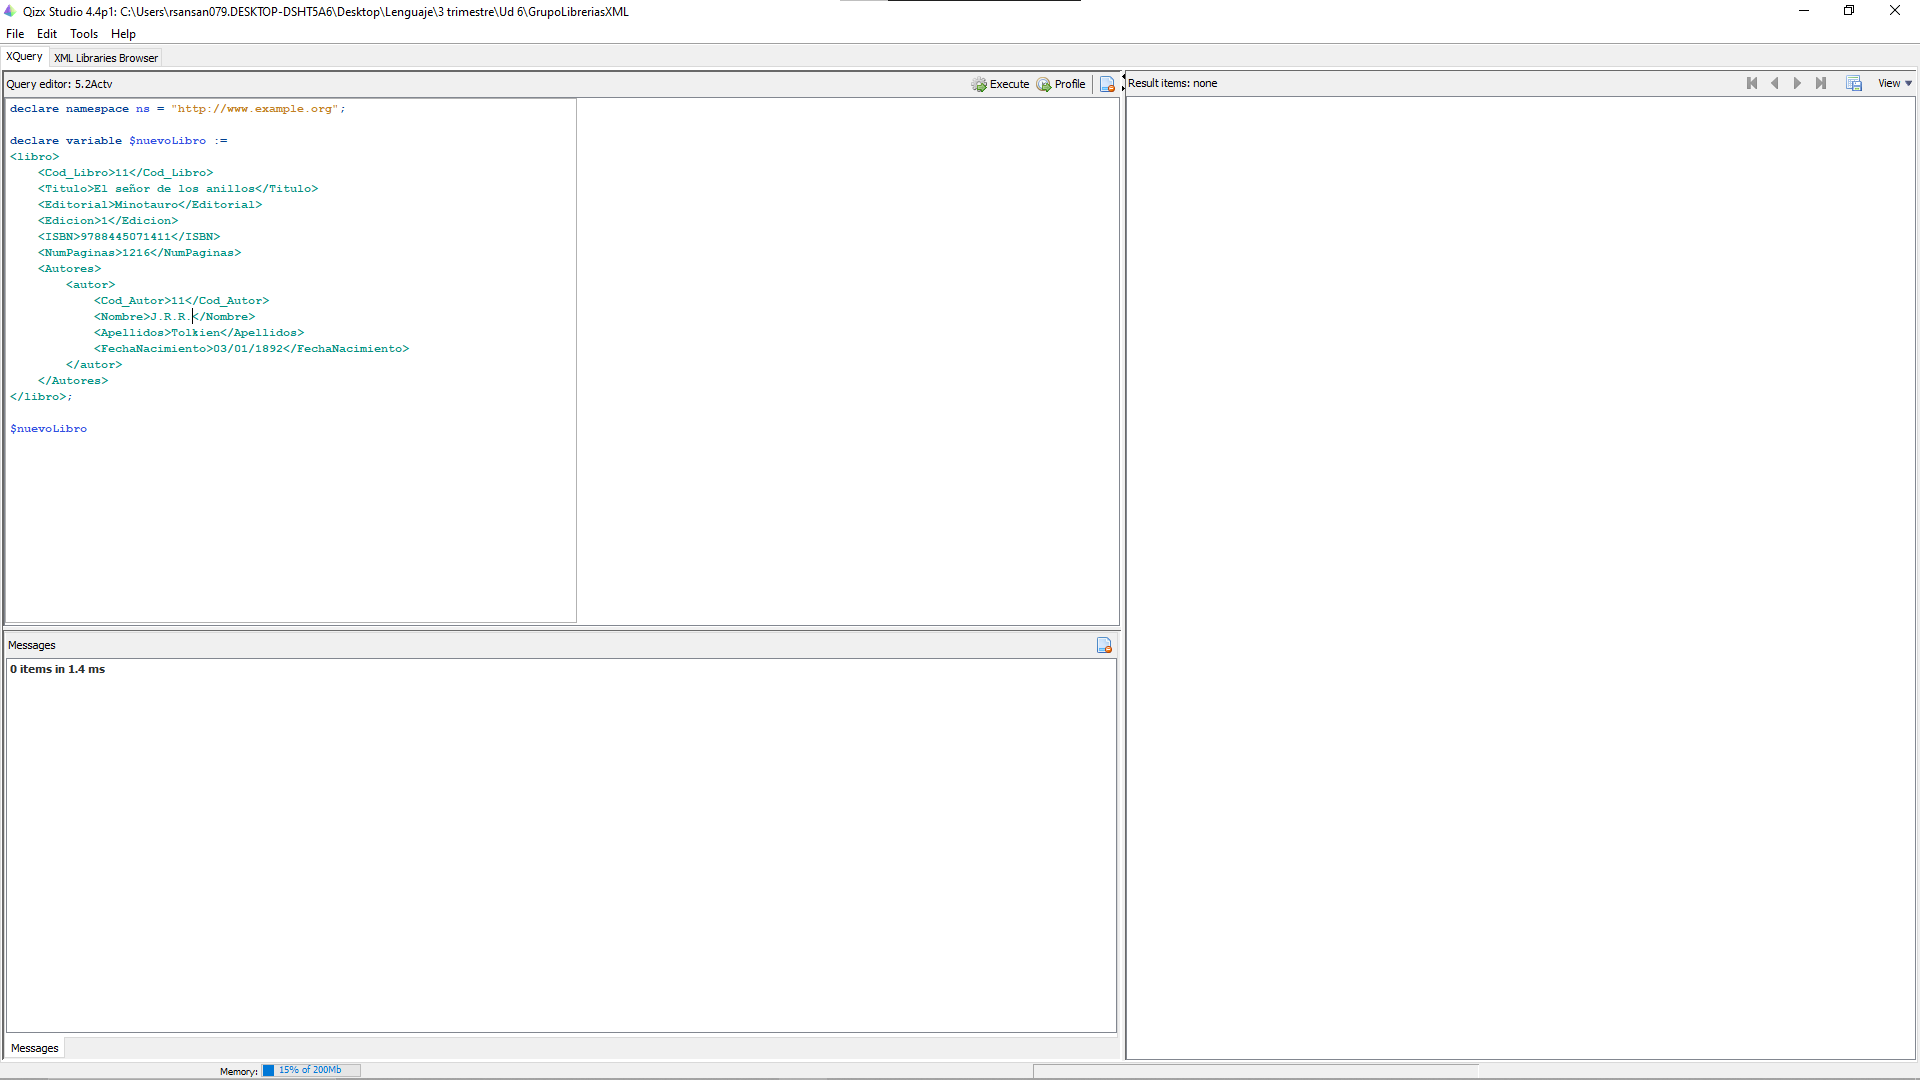 Qizx Studio 4.4p1: C:\Users\rsansan079.DESKTOP-DSHT5A6\Desktop\Lenguaje\3 trimestre\Ud 6\GrupoLibreriasXML
File Edit Tools Help
XQuery XML Libraries Browser
Query editor: 5.2Actv Execute Profile
declare namespace ns = "http://www.example.org";
declare variable $nuevoLibro :=
<libro>
    <Cod_Libro>11</Cod_Libro>
    <Titulo>El señor de los anillos</Titulo>
    <Editorial>Minotauro</Editorial>
    <Edicion>1</Edicion>
    <ISBN>9788445071411</ISBN>
    <NumPaginas>1216</NumPaginas>
    <Autores>
        <autor>
            <Cod_Autor>11</Cod_Autor>
            <Nombre>J.R.R.</Nombre>
            <Apellidos>Tolkien</Apellidos>
            <FechaNacimiento>03/01/1892</FechaNacimiento>
        </autor>
    </Autores>
</libro>;
$nuevoLibro
Result items: none View
Messages
0 items in 1.4 ms
Messages
Memory: 15% of 200Mb